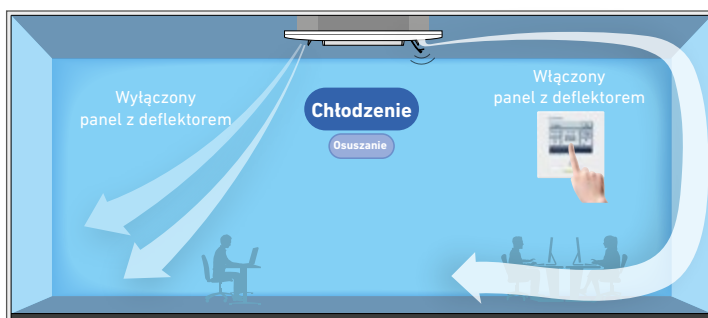 Wyłączony
panel z deflektorem
Chłodzenie
Osuszanie
Włączony
panel z deflektorem